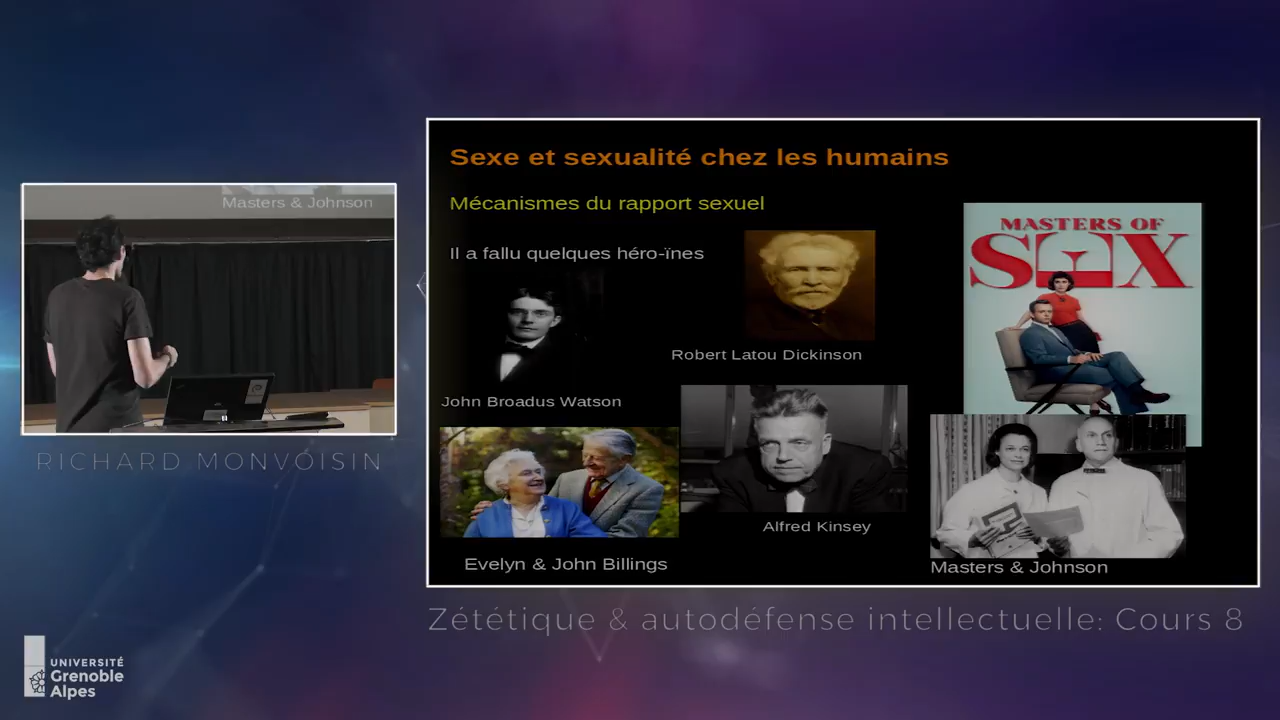 Masters & Johnson
RICHARD MONVOISIN
Sexe et sexualité chez les humains
Mécanismes du rapport sexuel
Il a fallu quelques héro-ïnes
MASTERS OF
SEX
Robert Latou Dickinson
John Broadus Watson
Alfred Kinsey
Evelyn & John Billings
Masters & Johnson
Zététique & autodéfense intellectuelle: Cours 8
UNIVERSITÉ
Grenoble
Alpes